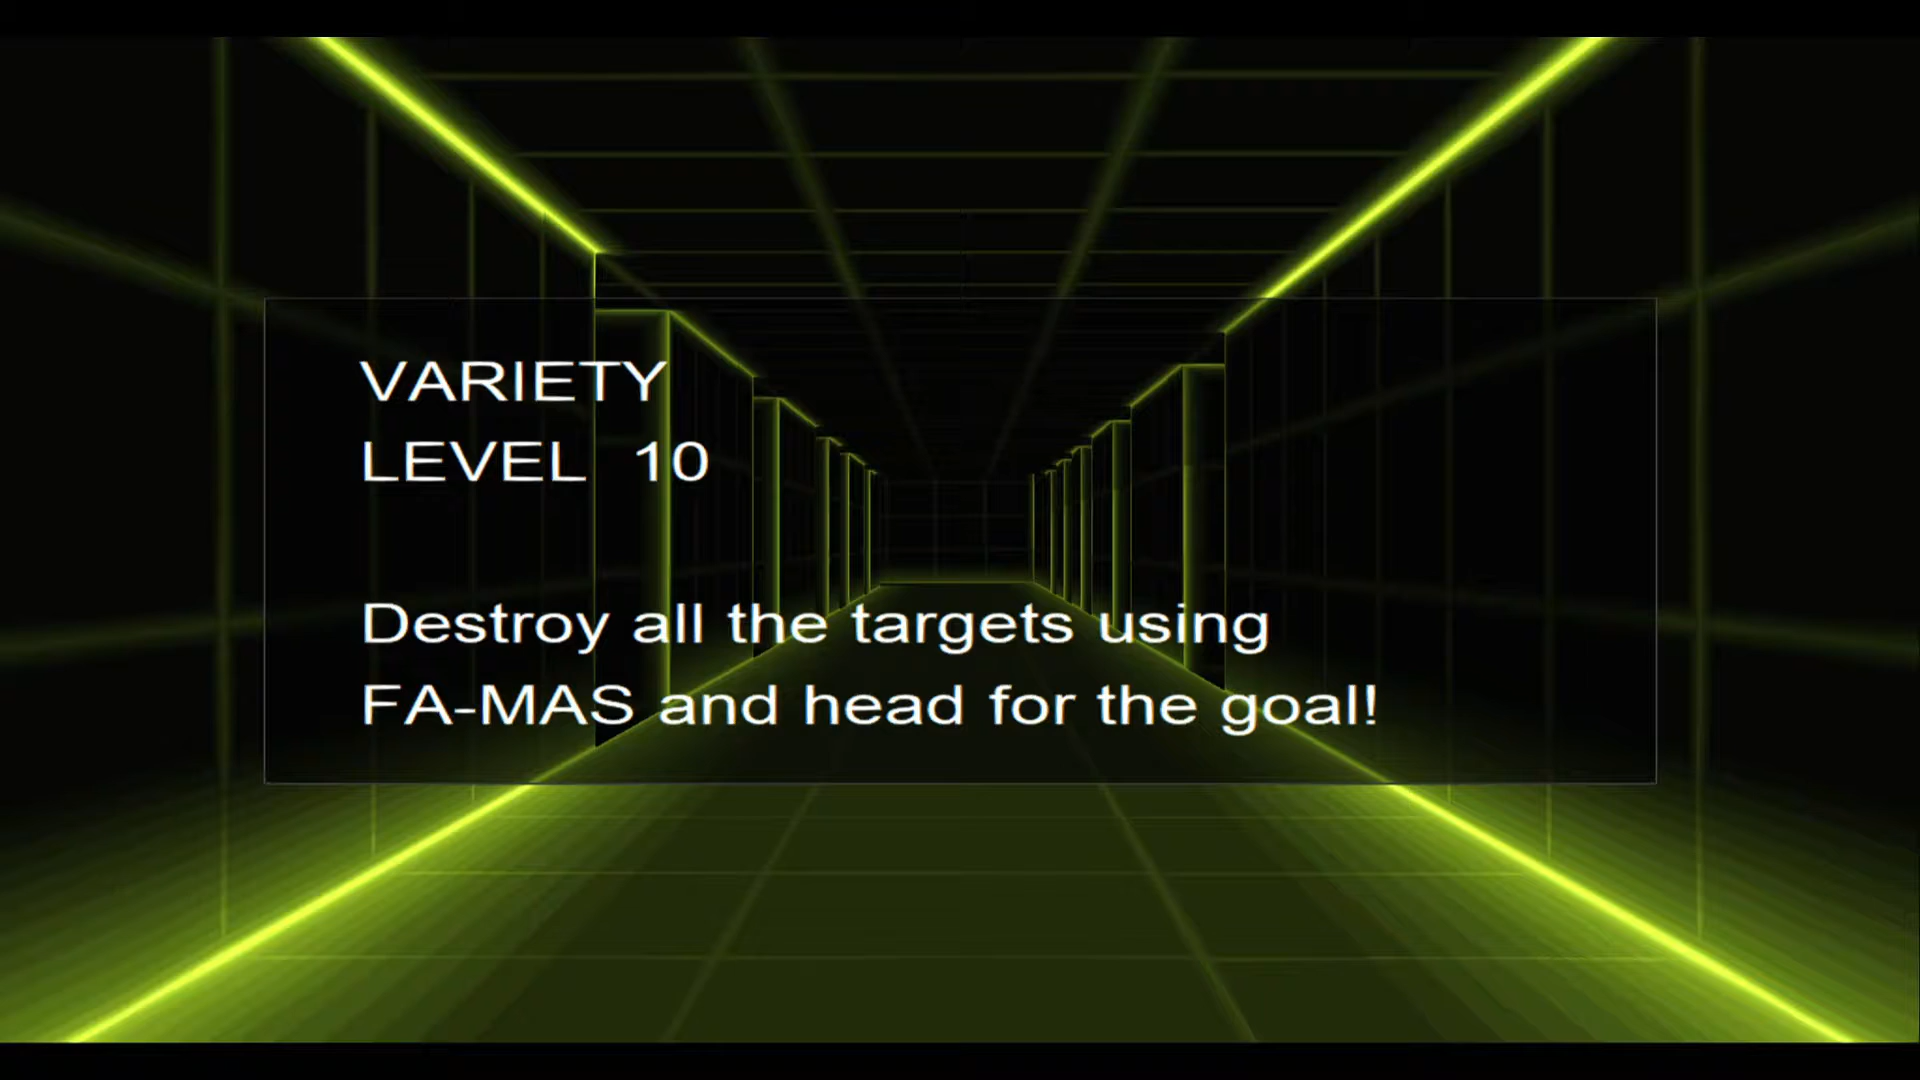 VARIETY
LEVEL 10
Destroy all the targets using
FA-MAS and head for the goal!